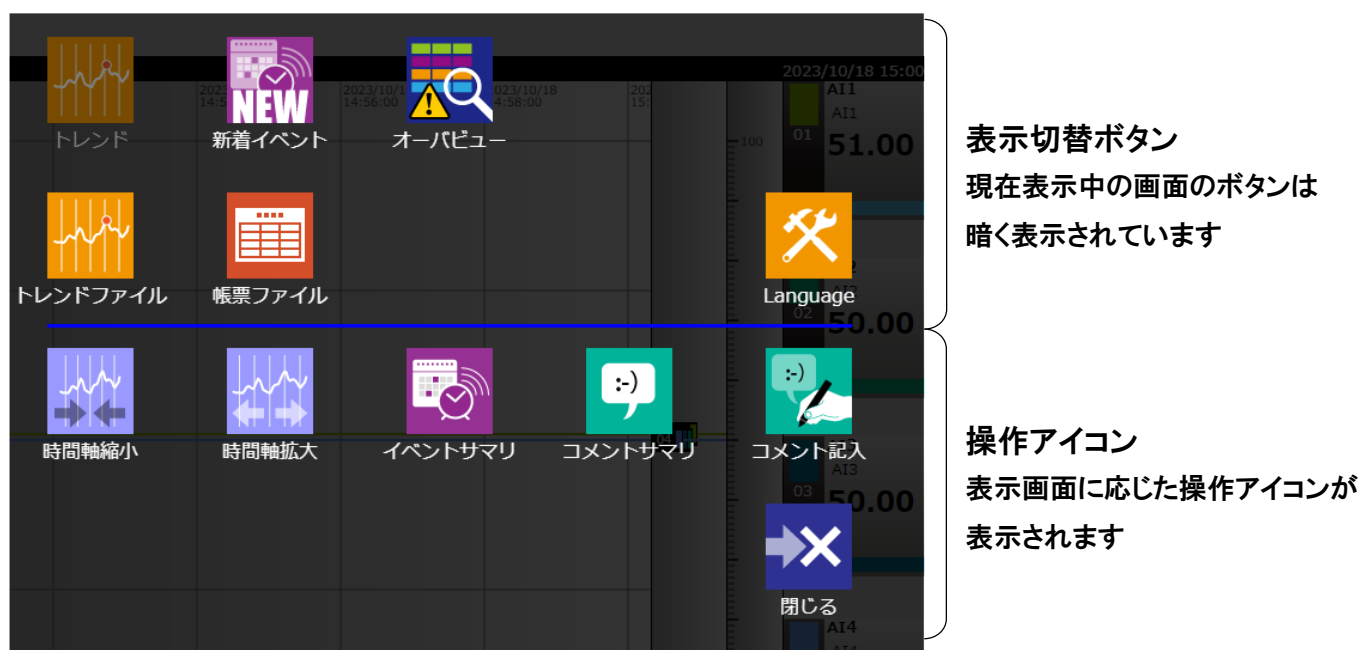 2023/10/18 15:00
AI1
AI1
01
51.00
100
2023/10/18
14:58:00
14:56:00
NEW
トレンド
新着イベント
オーバビュー
表示切替ボタン
現在表示中の画面のボタンは
暗く表示されています
トレンドファイル
帳票ファイル
Language
02
50.00
:-)
:-)
時間軸縮小
時間軸拡大
イベントサマリ
コメントサマリ
コメント記入
04
AI3
03
50.00
操作アイコン
表示画面に応じた操作アイコンが
表示されます
閉じる
AI4